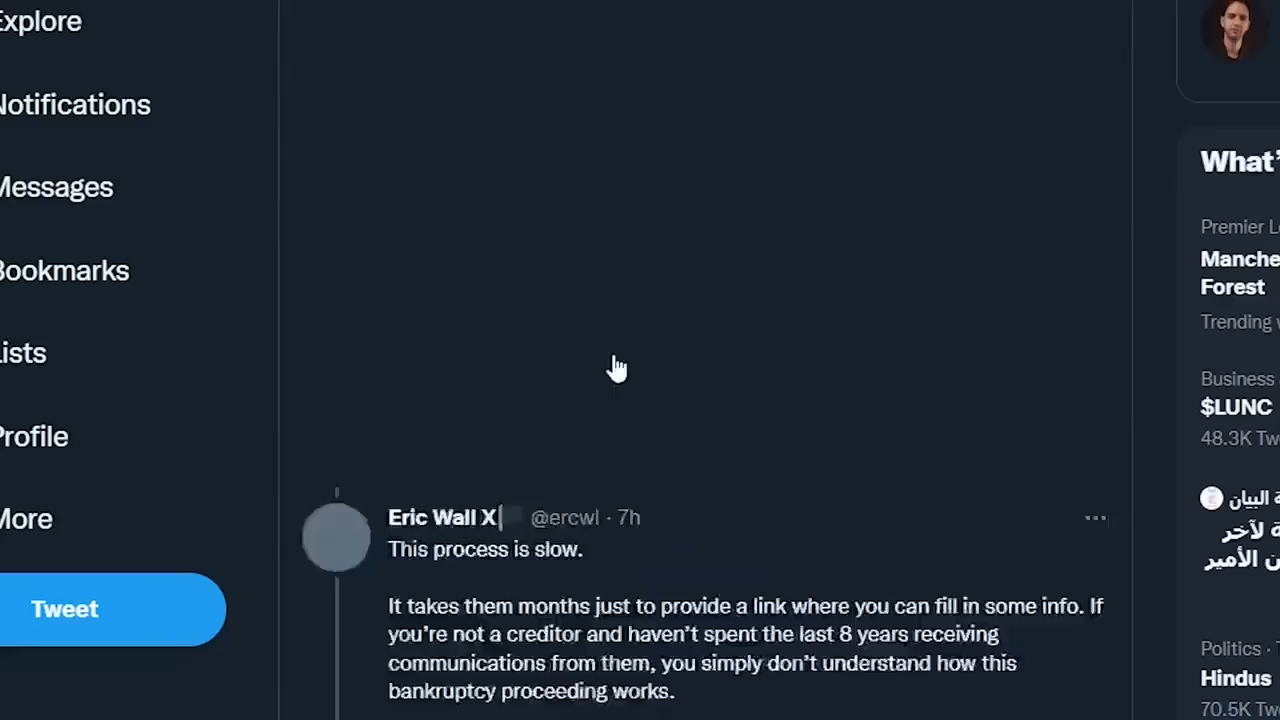 Explore
Notifications
Messages
Bookmarks
Lists
Profile
More
Tweet
Eric Wall X @ercwl · 7h
This process is slow.
It takes them months just to provide a link where you can fill in some info. If
you're not a creditor and haven't spent the last 8 years receiving
communications from them, you simply don't understand how this
bankruptcy proceeding works.
What'
Premier L
Manche
Forest
Trending
Business
$LUNC
48.3K Tw
البيان
لآخر
الأمير
Politics ·
Hindus
70.5K Tw